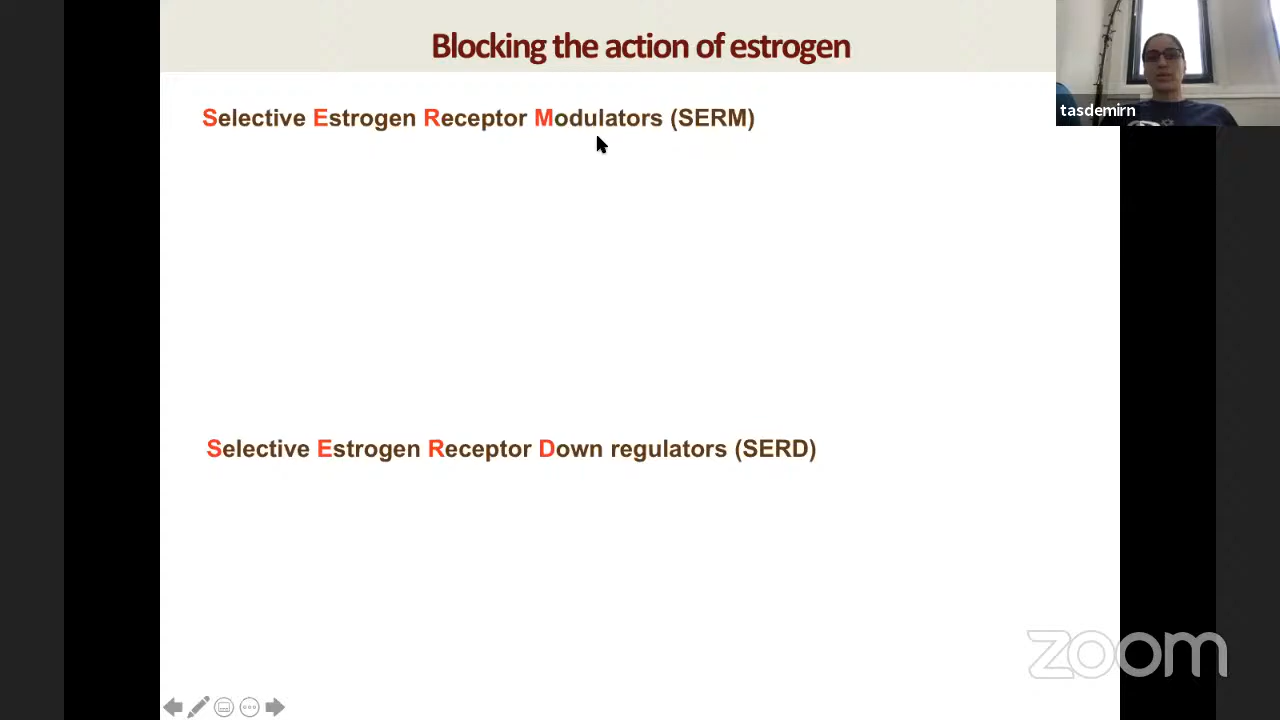 Blocking the action of estrogen
tasdemirn
Selective Estrogen Receptor Modulators (SERM)
Selective Estrogen Receptor Down regulators (SERD)
zoom